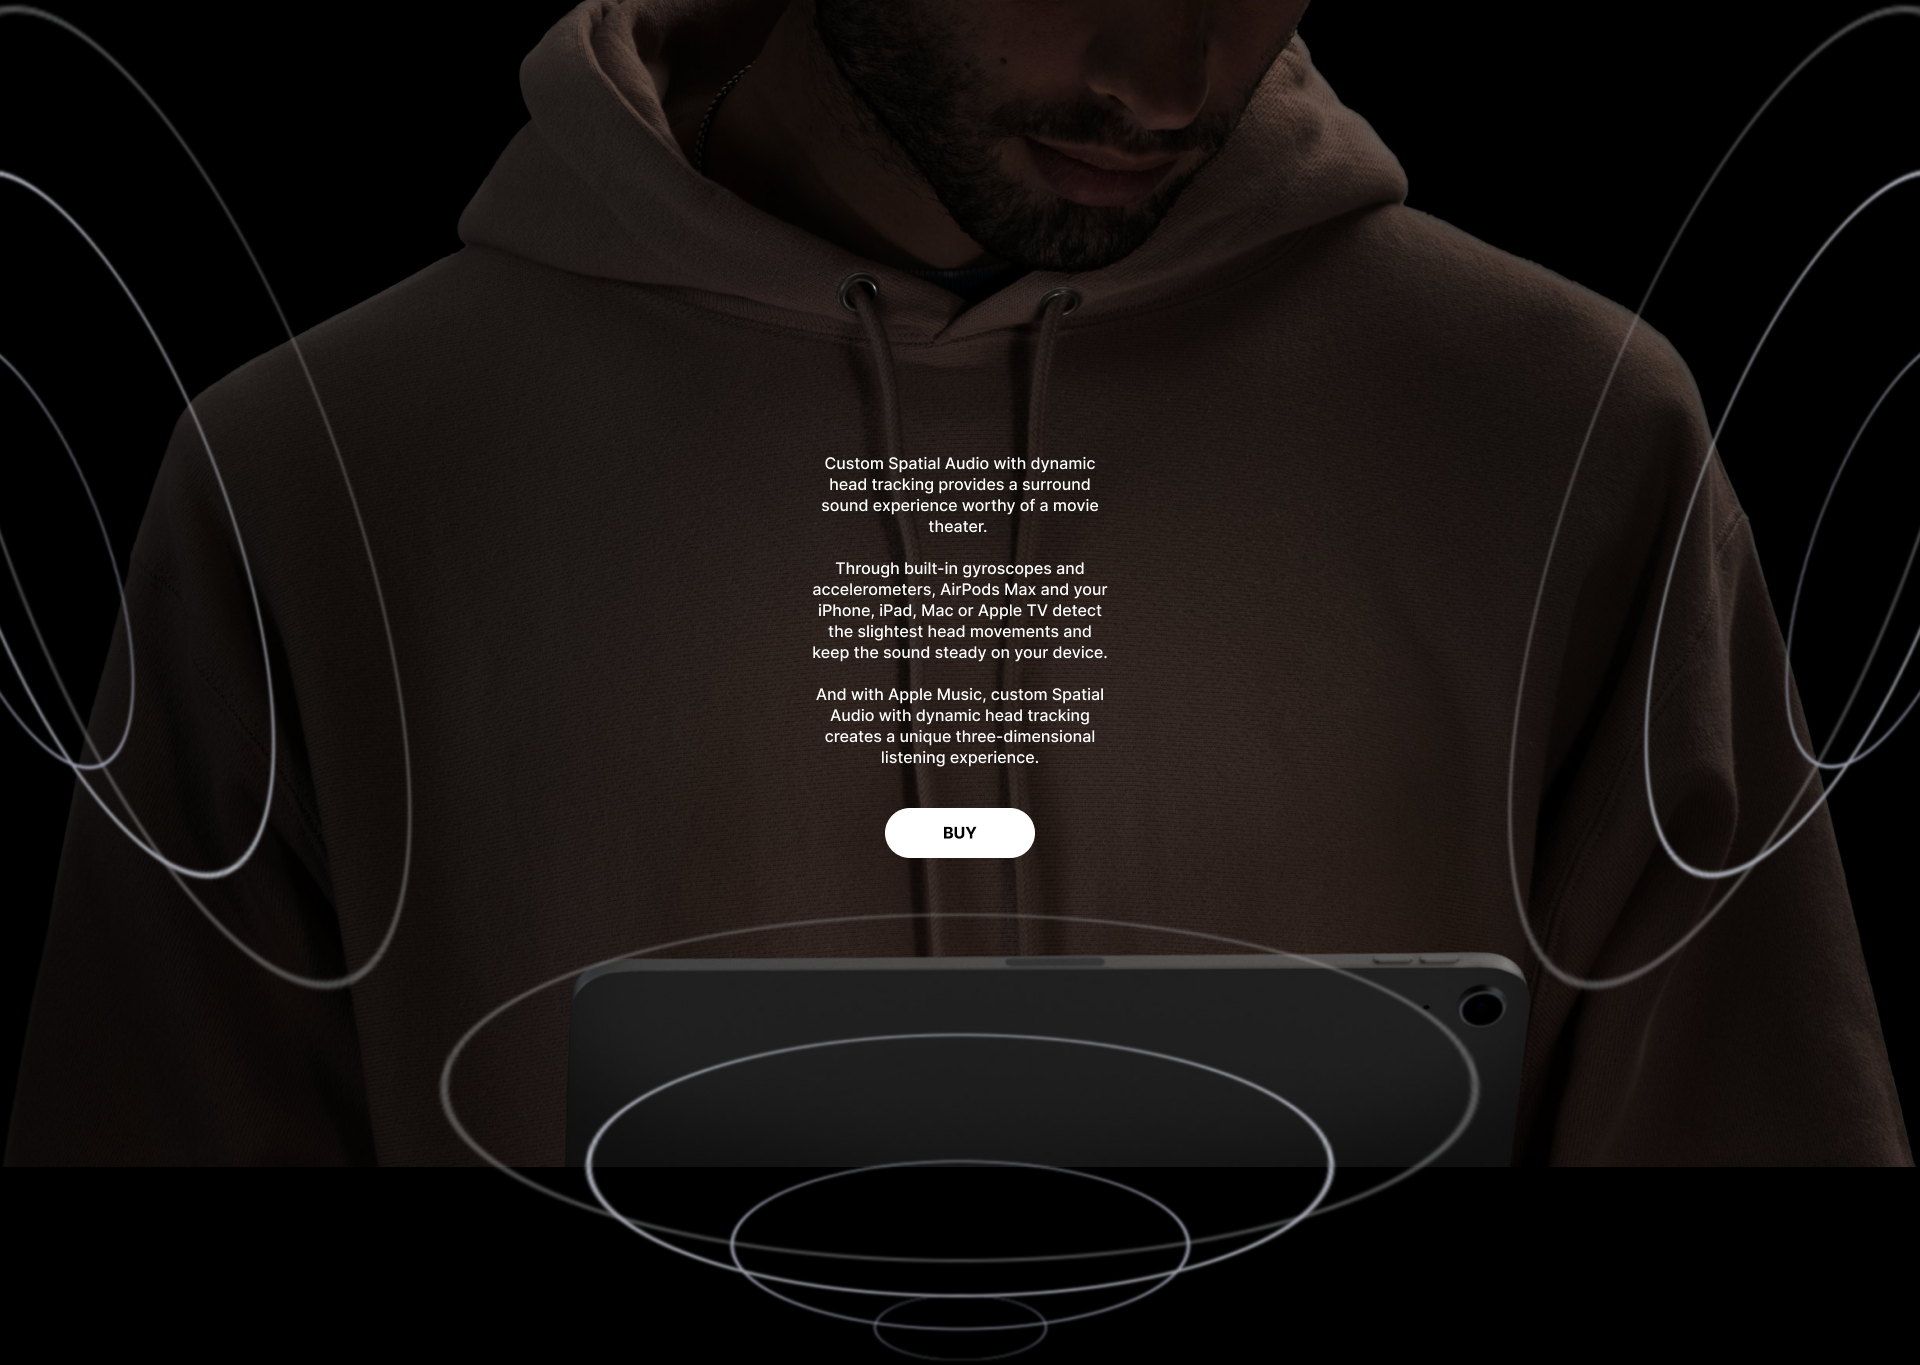 Custom Spatial Audio with dynamic
head tracking provides a surround
sound experience worthy of a movie
theater.
Through built-in gyroscopes and
accelerometers, AirPods Max and your
iPhone, iPad, Mac or Apple TV detect
the slightest head movements and
keep the sound steady on your device.
And with Apple Music, custom Spatial
Audio with dynamic head tracking
creates a unique three-dimensional
listening experience.
BUY